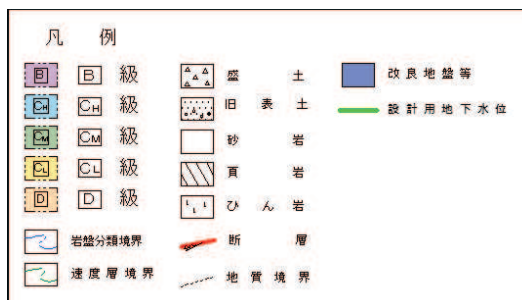 凡 例
B B 級
CH CH 級
CM CM 級
CL CL 級
D D 級
岩盤分類境界
速度層境界
盛 土
旧 表 土
砂 岩
頁 岩
ひ ん 岩
断 層
地 質 境 界
改 良 地 盤 等
設 計 用 地 下 水 位